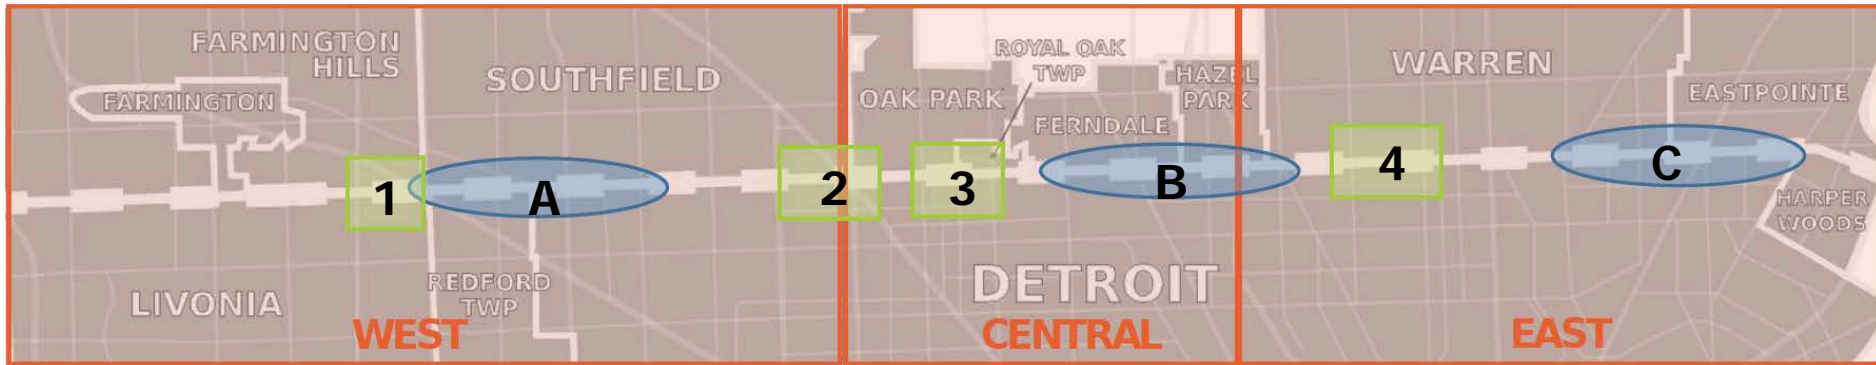 FARMINGTON
HILLS
SOUTHFIELD
FARMINGTON
1
A
LIVONIA
REDFORD
TWP
WEST
2
ROYAL OAK
TWP
OAK PARK
HAZEL
PARK
FERNDALE
3
B
DETROIT
CENTRAL
WARREN
EASTPOINTE
4
C
HARPER
WOODS
EAST